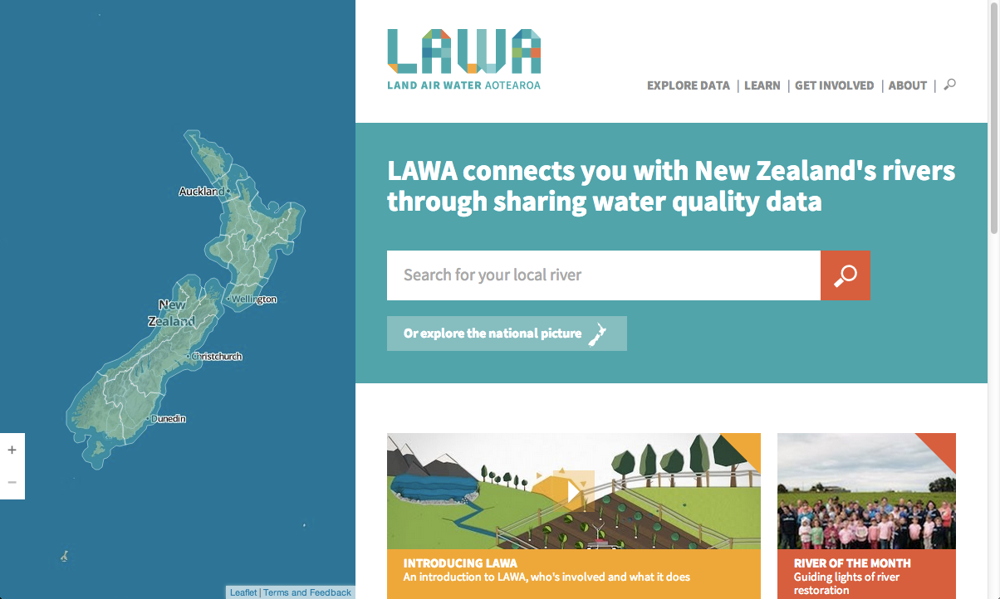 LAWA
LAND AIR WATER AOTEAROA
EXPLORE DATA | LEARN | GET INVOLVED | ABOUT |
LAWA connects you with New Zealand's rivers
through sharing water quality data
Search for your local river
Or explore the national picture
INTRODUCING LAWA
An introduction to LAWA, who's involved and what it does
RIVER OF THE MONTH
Guiding lights of river
restoration
Auckland
Wellington
New
Zealand
Christchurch
Dunedin
+
−
Leaflet | Terms and Feedback